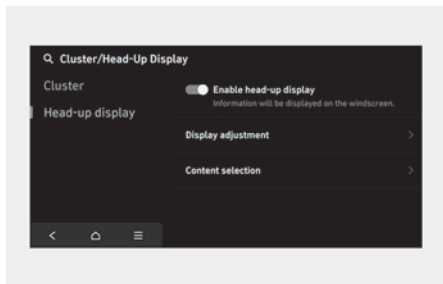 Cluster/Head-Up Display
Cluster
Head-up display
Enable head-up display
Information will be displayed on the windscreen.
Display adjustment
Content selection